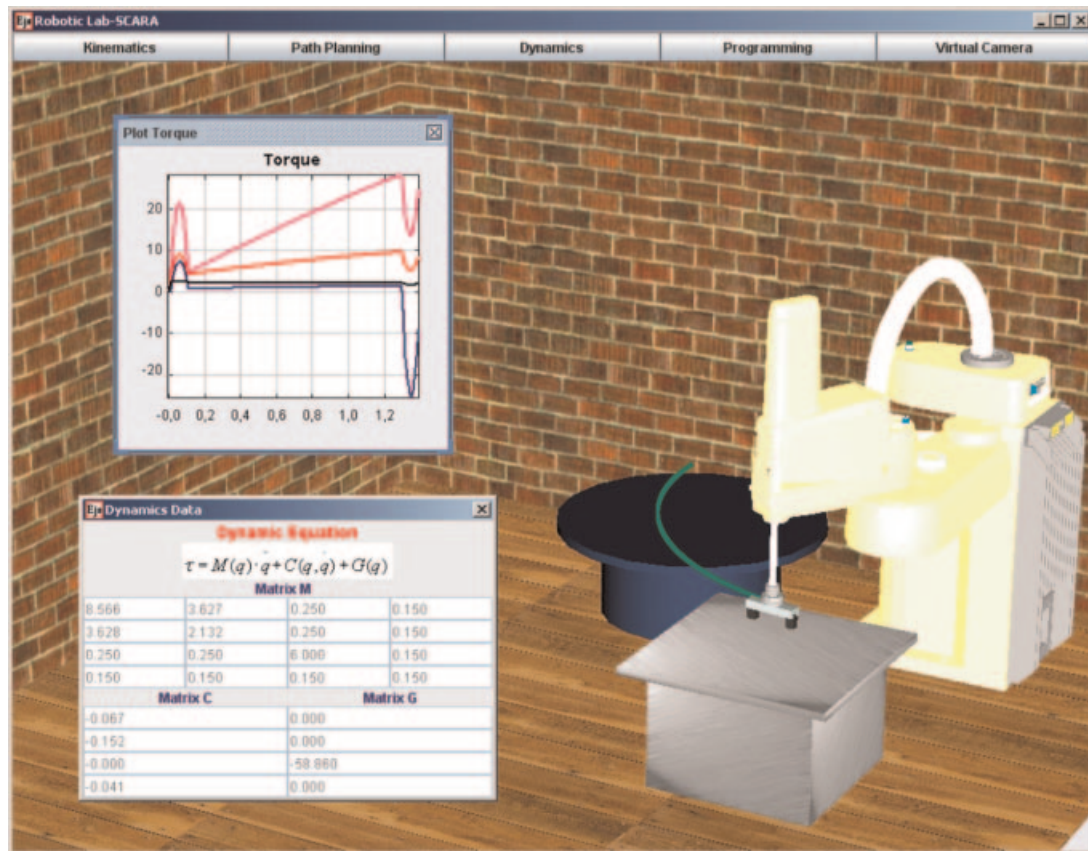 Ejs Robotic Lab-SCARA
Kinematics Path Planning Dynamics Programming Virtual Camera
Plot Torque
Torque
20
10
0
-10
-20
-0,0 0,2 0,4 0,6 0,8 1,0 1,2
Ejs Dynamics Data
Dynamic Equation
τ = M(q)·q̈ + C(q,q̇) + G(q)
Matrix M
8.566 3.627 0.250 0.150
3.628 2.132 0.250 0.150
0.250 0.250 6.000 0.150
0.150 0.150 0.150 0.150
Matrix C Matrix G
-0.067 0.000
-0.152 0.000
-0.000 -58.860
-0.041 0.000